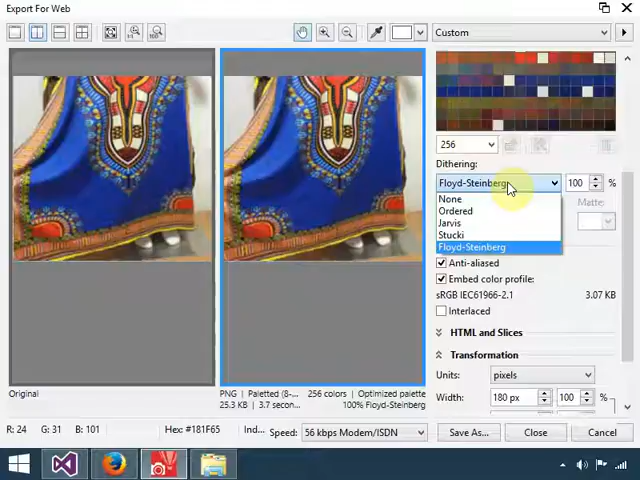 Export For Web
Custom
256
Dithering:
Floyd-Steinberg
100 %
None
Matte:
Ordered
Jarvis
Stucki
Floyd-Steinberg
Anti-aliased
Embed color profile:
sRGB IEC61966-2.1 3.07 KB
Interlaced
HTML and Slices
Transformation
Units: pixels
Width: 180 px 100 %
Original
PNG | Paletted (8-... 256 colors | Optimized palette
25.3 KB | 3.7 secon... 100% Floyd-Steinberg
R: 24 G: 31 B: 101 Hex: #181F65 Ind... Speed: 56 kbps Modem/ISDN Save As... Close Cancel